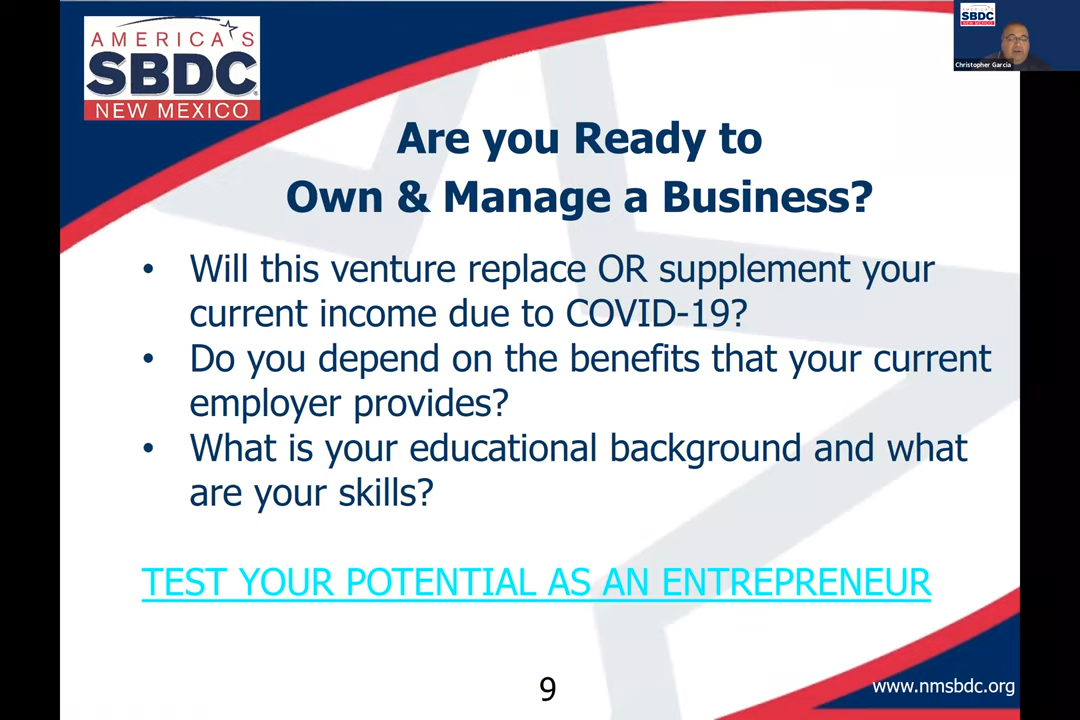 AMERICA'S
SBDC
NEW MEXICO
SBDC
Christopher Garcia
Are you Ready to
Own & Manage a Business?
• Will this venture replace OR supplement your
current income due to COVID-19?
• Do you depend on the benefits that your current
employer provides?
• What is your educational background and what
are your skills?
TEST YOUR POTENTIAL AS AN ENTREPRENEUR
9
www.nmsbdc.org